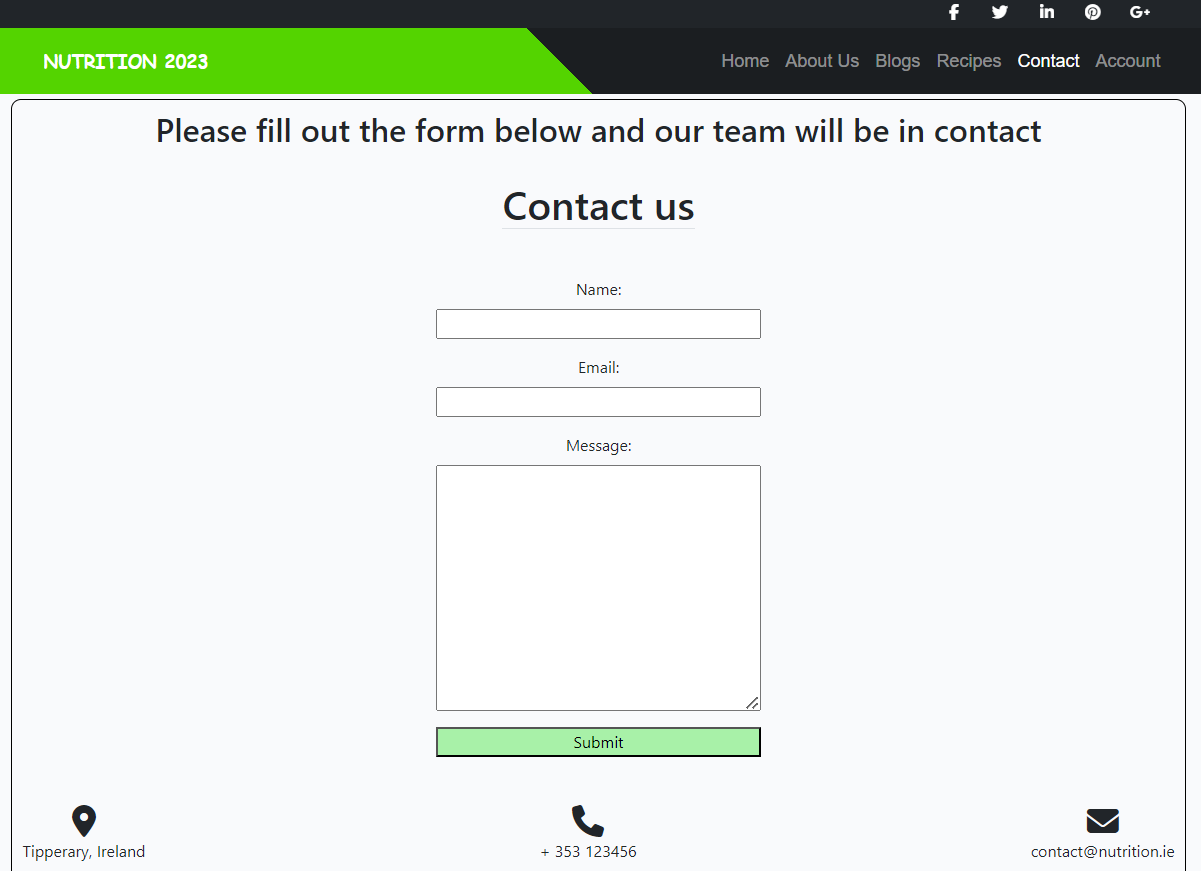 NUTRITION 2023
Home About Us Blogs Recipes Contact Account
Please fill out the form below and our team will be in contact
Contact us
Name:
Email:
Message:
Submit
Tipperary, Ireland + 353 123456 contact@nutrition.ie